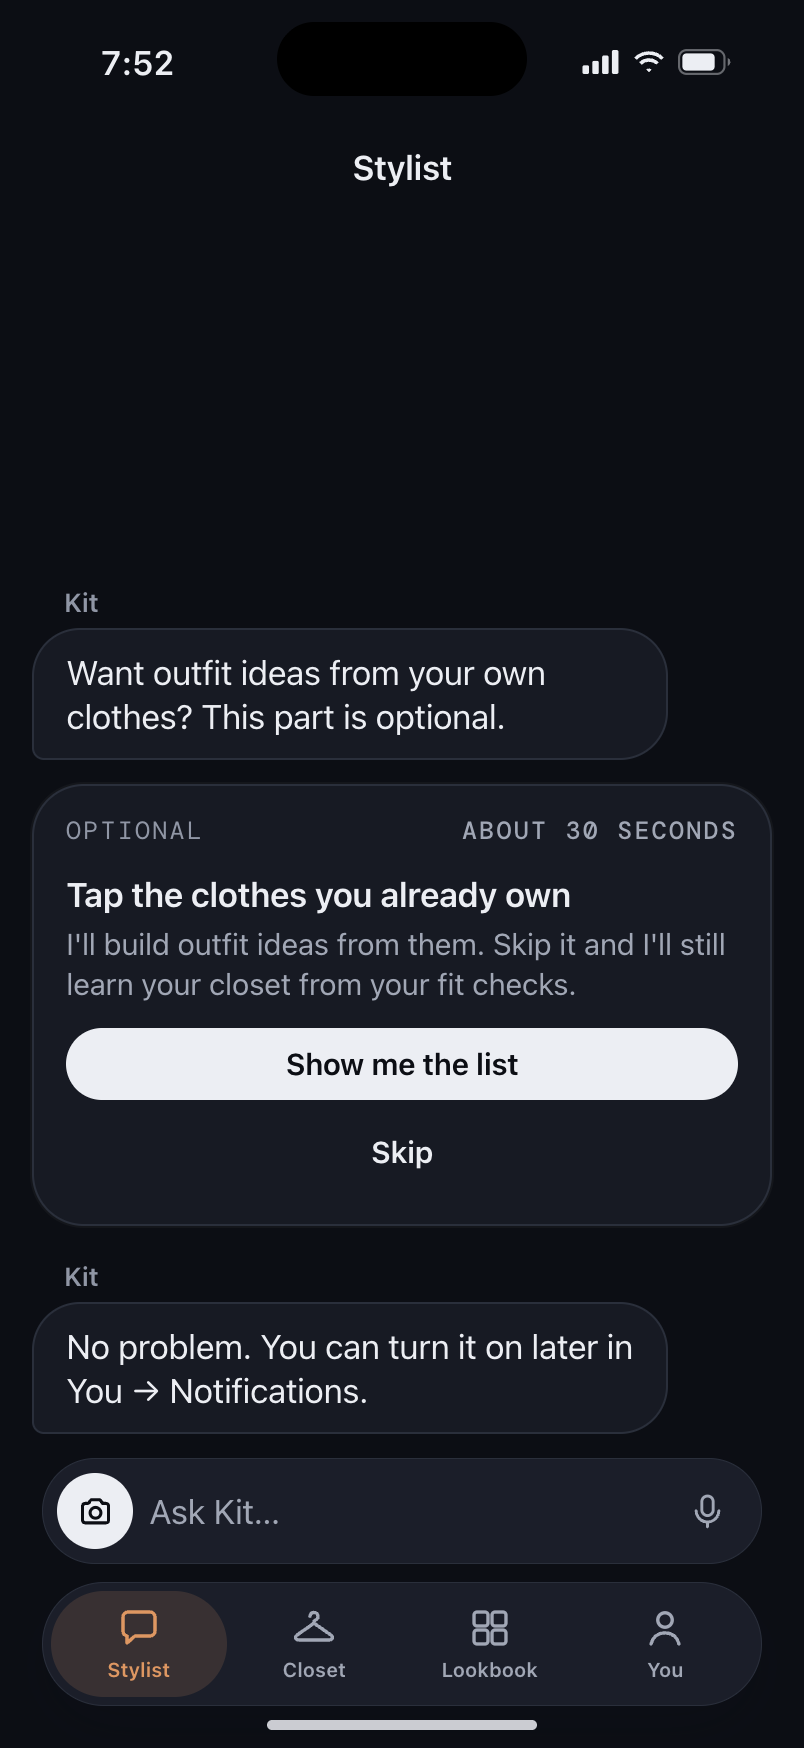 7:52
Stylist
Kit
Want outfit ideas from your own
clothes? This part is optional.
OPTIONAL
ABOUT 30 SECONDS
Tap the clothes you already own
I'll build outfit ideas from them. Skip it and I'll still
learn your closet from your fit checks.
Show me the list
Skip
Kit
No problem. You can turn it on later in
You → Notifications.
Ask Kit...
Stylist
Closet
Lookbook
You